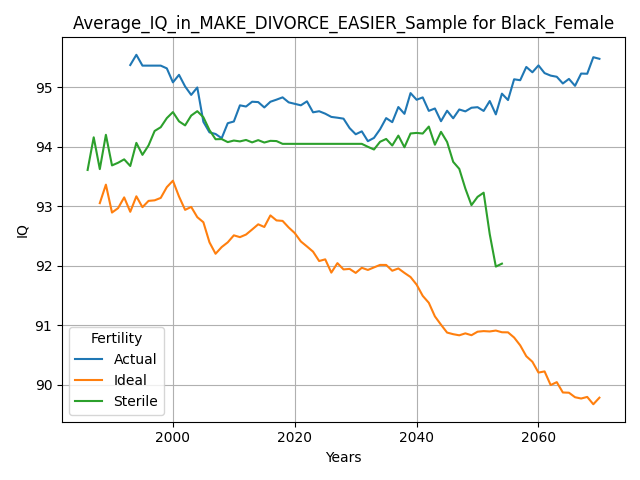 Average_IQ_in_MAKE_DIVORCE_EASIER_Sample for Black_Female
95
94
93
92
91
90
IQ
Fertility
Actual
Ideal
Sterile
2000 2020 2040 2060
Years